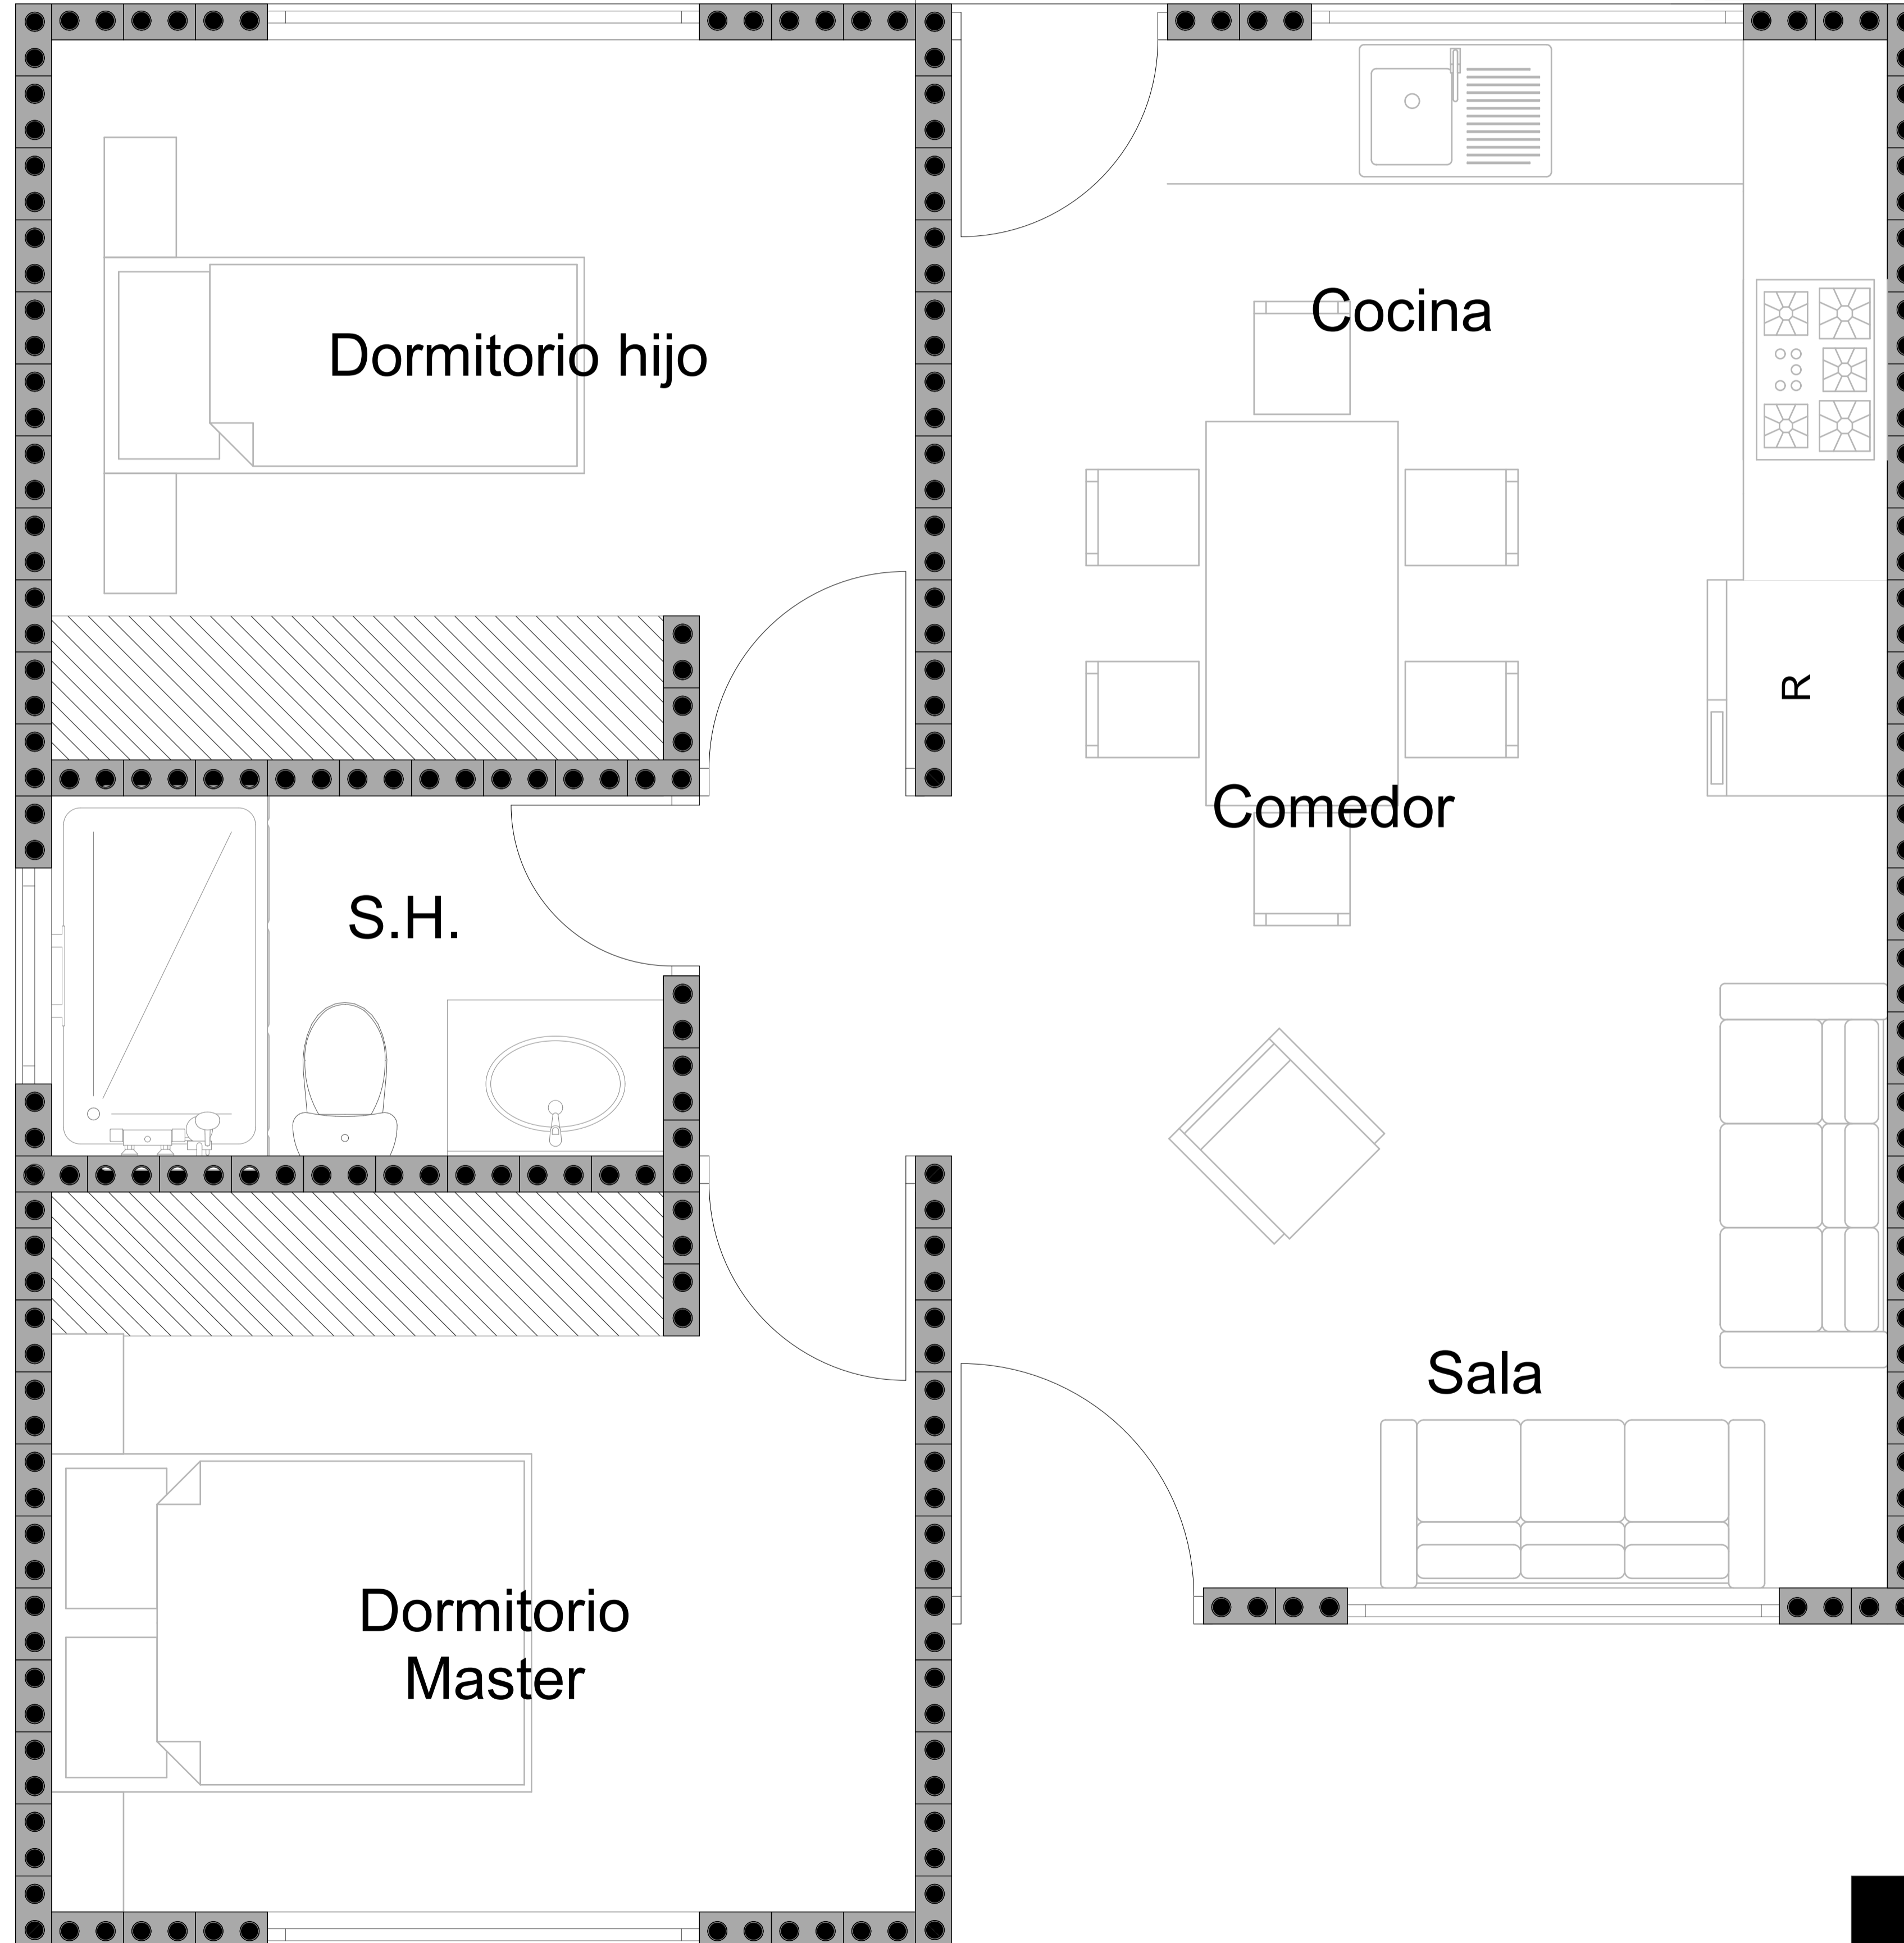 Cocina
Dormitorio hijo
R
Comedor
S.H.
Sala
Dormitorio
Master